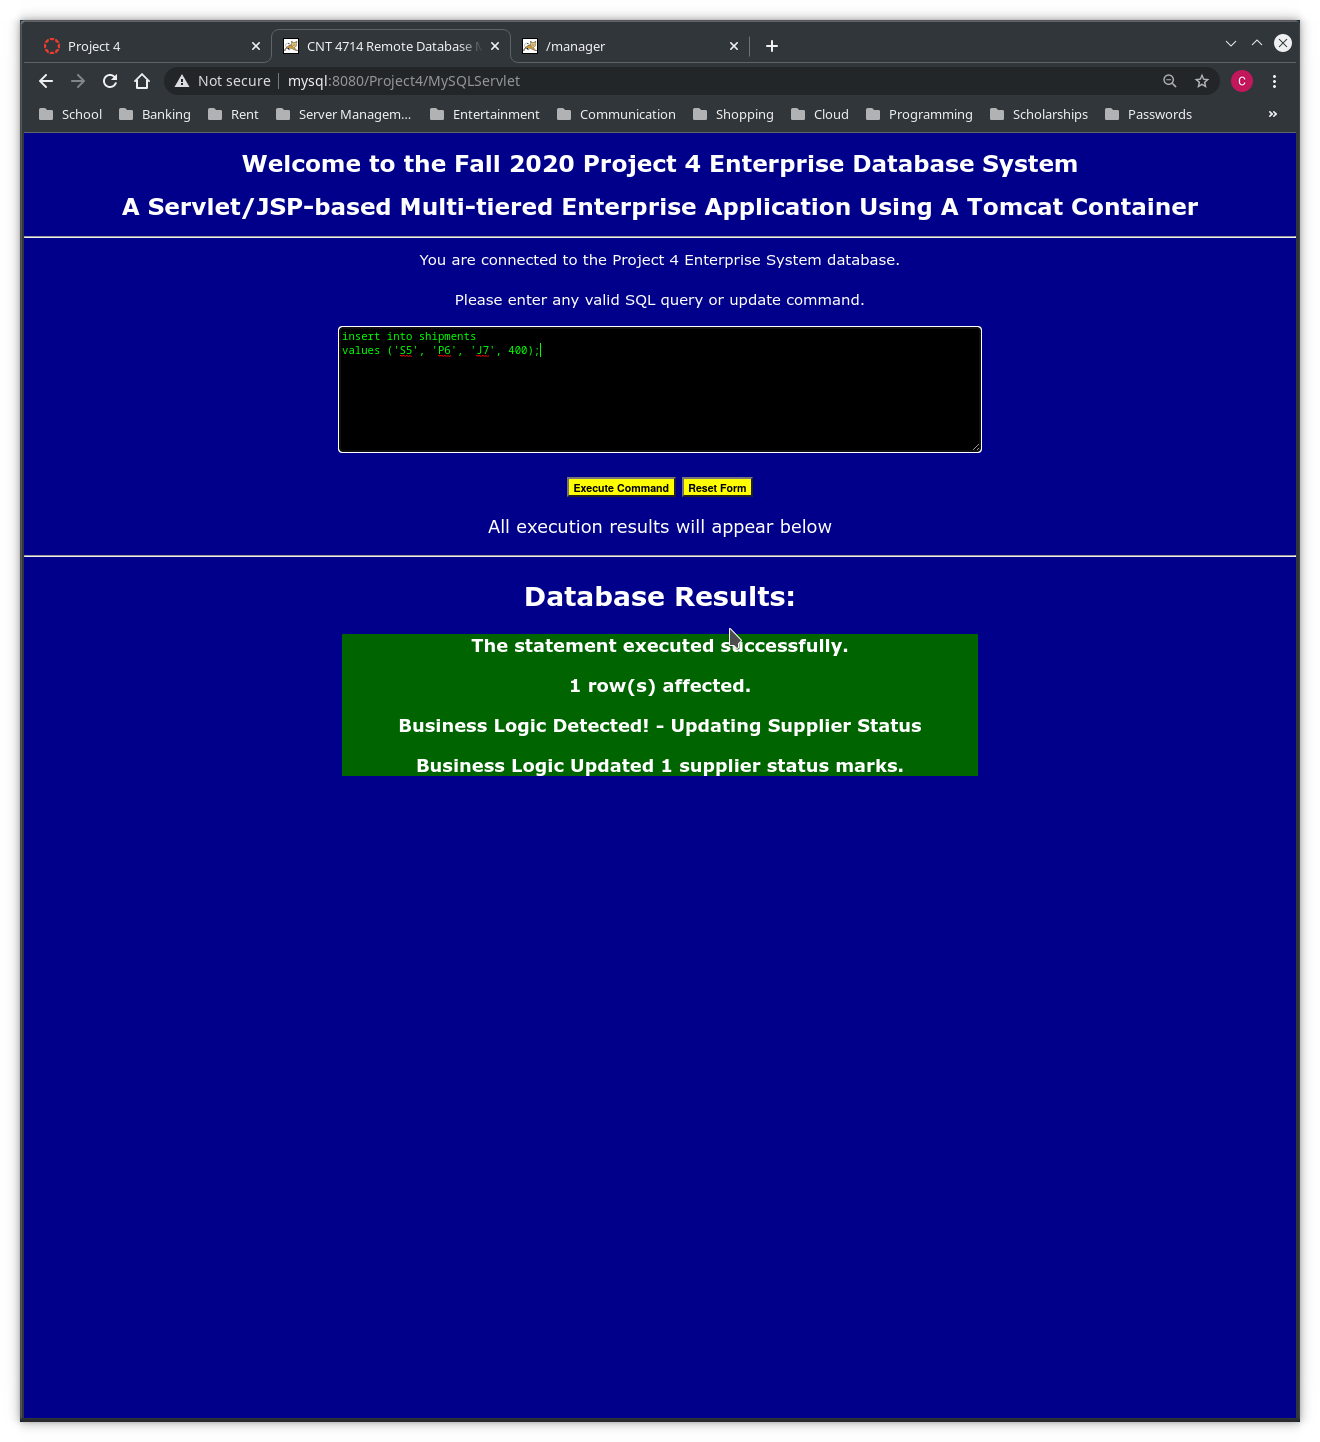 Project 4
CNT 4714 Remote Database
/manager
Not secure
mysql:8080/Project4/MySQLServlet
C
School
Banking
Rent
Server Managem...
Entertainment
Communication
Shopping
Cloud
Programming
Scholarships
Passwords
»
Welcome to the Fall 2020 Project 4 Enterprise Database System
A Servlet/JSP-based Multi-tiered Enterprise Application Using A Tomcat Container
You are connected to the Project 4 Enterprise System database.
Please enter any valid SQL query or update command.
insert into shipments
values ('S5', 'P6', 'J7', 400);
Execute Command
Reset Form
All execution results will appear below
Database Results:
The statement executed successfully.
1 row(s) affected.
Business Logic Detected! - Updating Supplier Status
Business Logic Updated 1 supplier status marks.